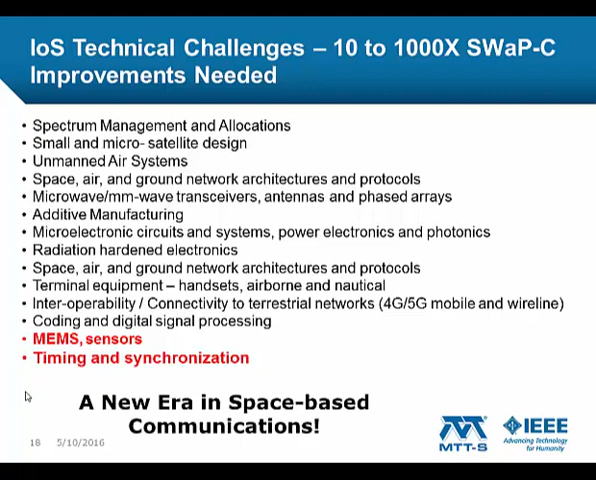 IoS Technical Challenges – 10 to 1000X SWaP-C
Improvements Needed
• Spectrum Management and Allocations
• Small and micro- satellite design
• Unmanned Air Systems
• Space, air, and ground network architectures and protocols
• Microwave/mm-wave transceivers, antennas and phased arrays
• Additive Manufacturing
• Microelectronic circuits and systems, power electronics and photonics
• Radiation hardened electronics
• Space, air, and ground network architectures and protocols
• Terminal equipment – handsets, airborne and nautical
• Inter-operability / Connectivity to terrestrial networks (4G/5G mobile and wireline)
• Coding and digital signal processing
• MEMS, sensors
• Timing and synchronization
A New Era in Space-based
Communications!
18 5/10/2016
MTT-S
IEEE
Advancing Technology
for Humanity